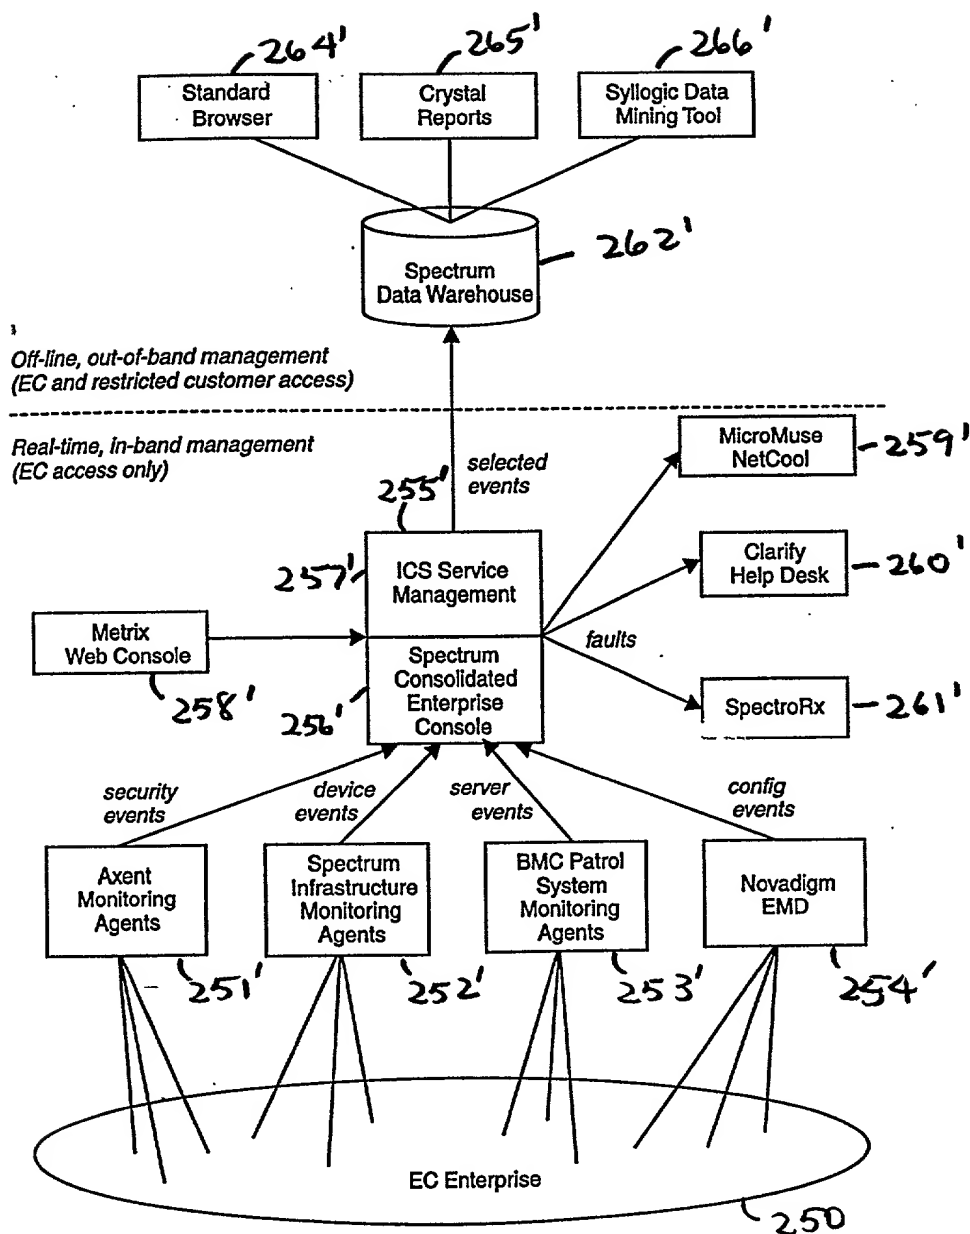 264'
265'
266'
Standard
Browser
Crystal
Reports
Syllogic Data
Mining Tool
262'
Spectrum
Data Warehouse
Off-line, out-of-band management
(EC and restricted customer access)
Real-time, in-band management
(EC access only)
selected
events
MicroMuse
NetCool
259'
255'
257'
ICS Service
Management
Clarify
Help Desk
260'
Metrix
Web Console
258'
faults
Spectrum
Consolidated
Enterprise
Console
256'
SpectroRx
261'
security
events
device
events
server
events
config
events
Axent
Monitoring
Agents
251'
Spectrum
Infrastructure
Monitoring
Agents
252'
BMC Patrol
System
Monitoring
Agents
253'
Novadigm
EMD
254'
EC Enterprise
250